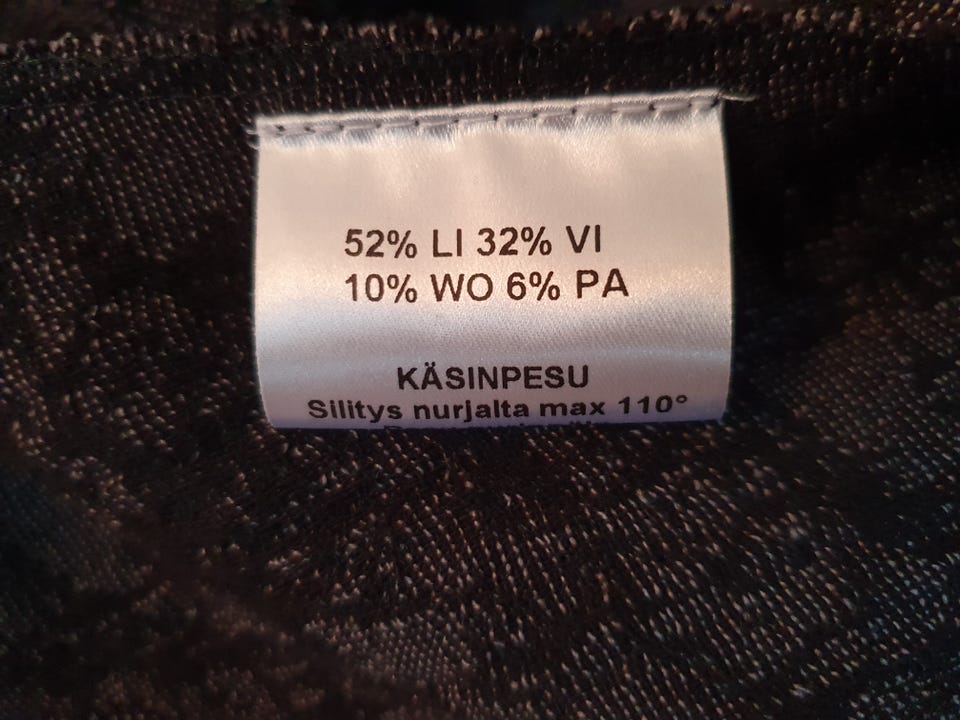 52% LI 32% VI
10% WO 6% PA
KÄSINPESU
Silitys nurjalta max 110°